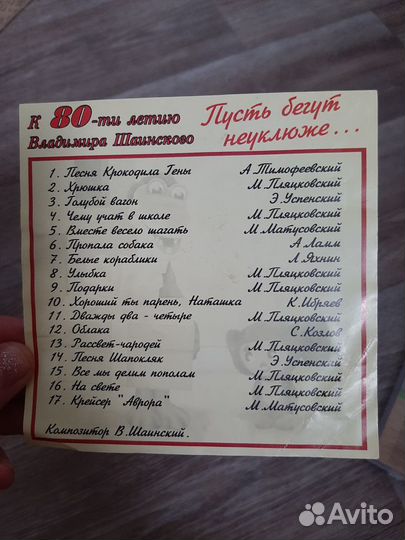 К 80-ти летию
Владимира Шаинского
Пусть бегут
неуклюже...
1. Песня Крокодила Гены А.Тимофеевский
2. Хрюшка М.Пляцковский
3. Голубой вагон Э.Успенский
4. Чему учат в школе М.Пляцковский
5. Вместе весело шагать М.Матусовский
6. Пропала собака А.Ламм
7. Белые кораблики Л.Яхнин
8. Улыбка М.Пляцковский
9. Подарки М.Пляцковский
10. Хороший ты парень, Наташка К.Ибряев
11. Дважды два - четыре М.Пляцковский
12. Облака С.Козлов
13. Рассвет-чародей М.Пляцковский
14. Песня Шапокляк Э.Успенский
15. Все мы делим пополам М.Пляцковский
16. На свете М.Пляцковский
17. Крейсер "Аврора" М.Матусовский
Композитор В.Шаинский.
Avito